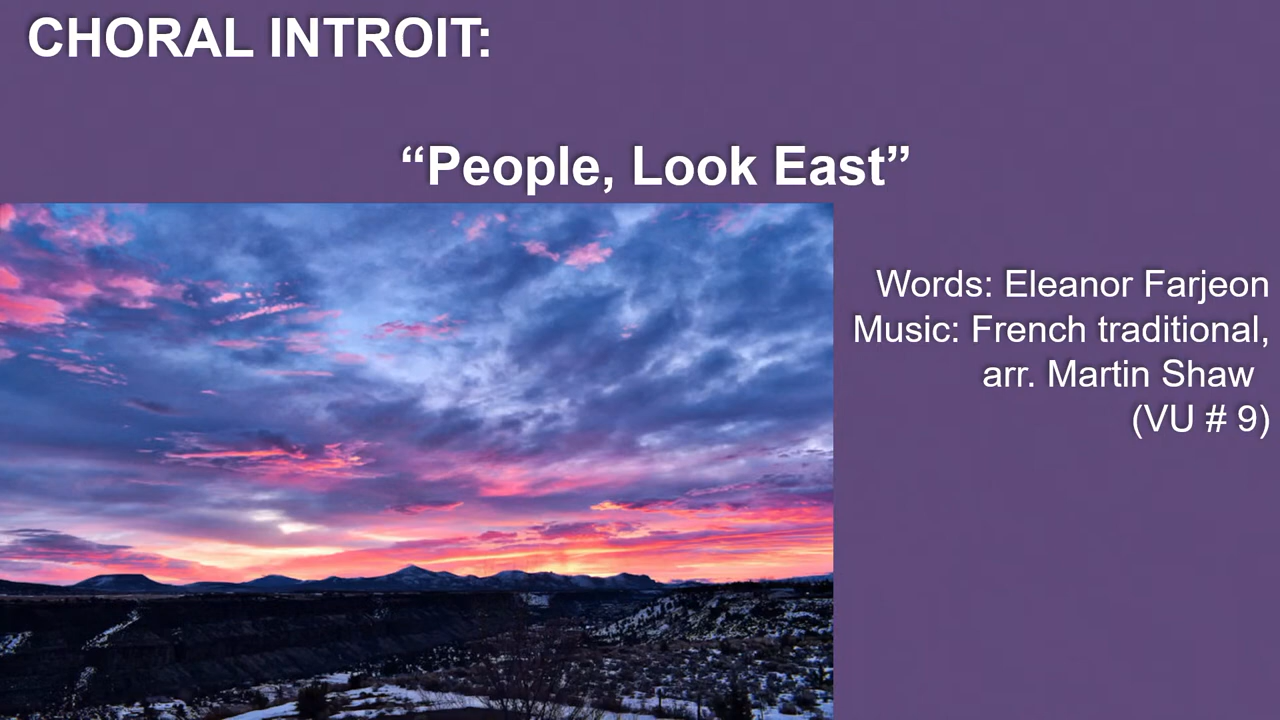 CHORAL INTROIT:
“People, Look East”
Words: Eleanor Farjeon
Music: French traditional,
arr. Martin Shaw
(VU # 9)